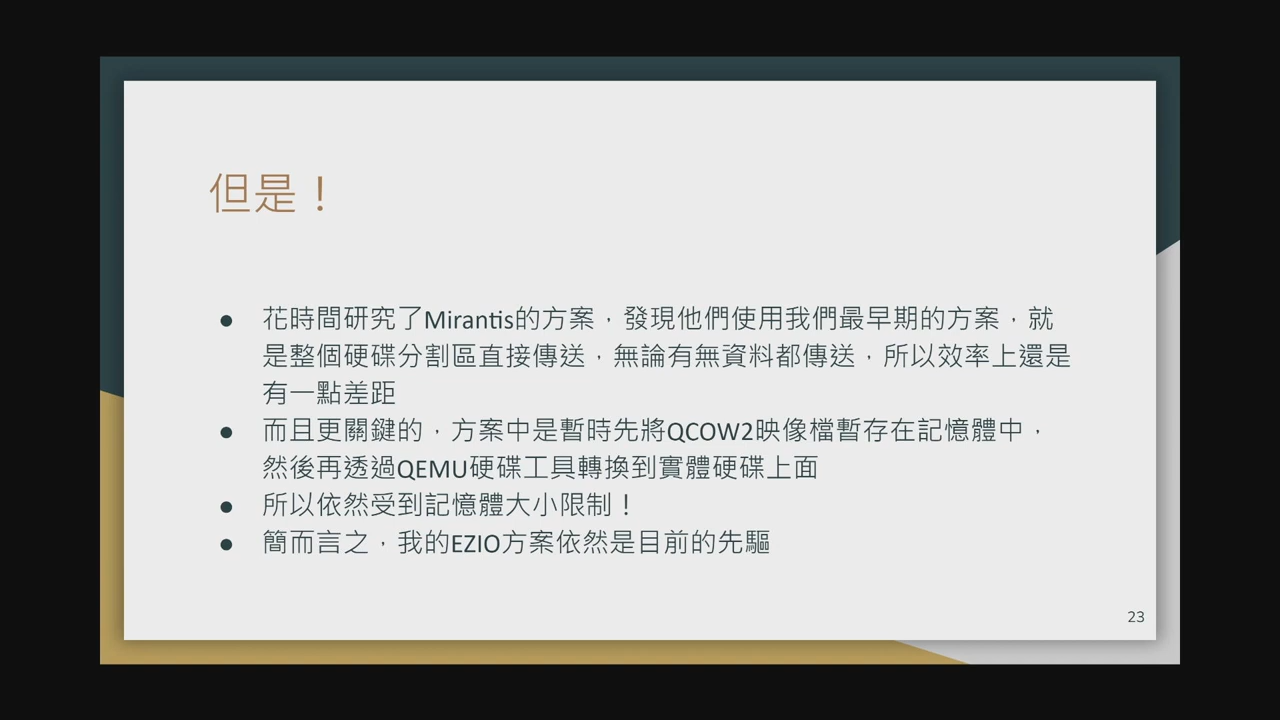 但是！
● 花時間研究了Mirantis的方案，發現他們使用我們最早期的方案，就
是整個硬碟分割區直接傳送，無論有無資料都傳送，所以效率上還是
有一點差距
● 而且更關鍵的，方案中是暫時先將QCOW2映像檔暫存在記憶體中，
然後再透過QEMU硬碟工具轉換到實體硬碟上面
● 所以依然受到記憶體大小限制！
● 簡而言之，我的EZIO方案依然是目前的先驅
23